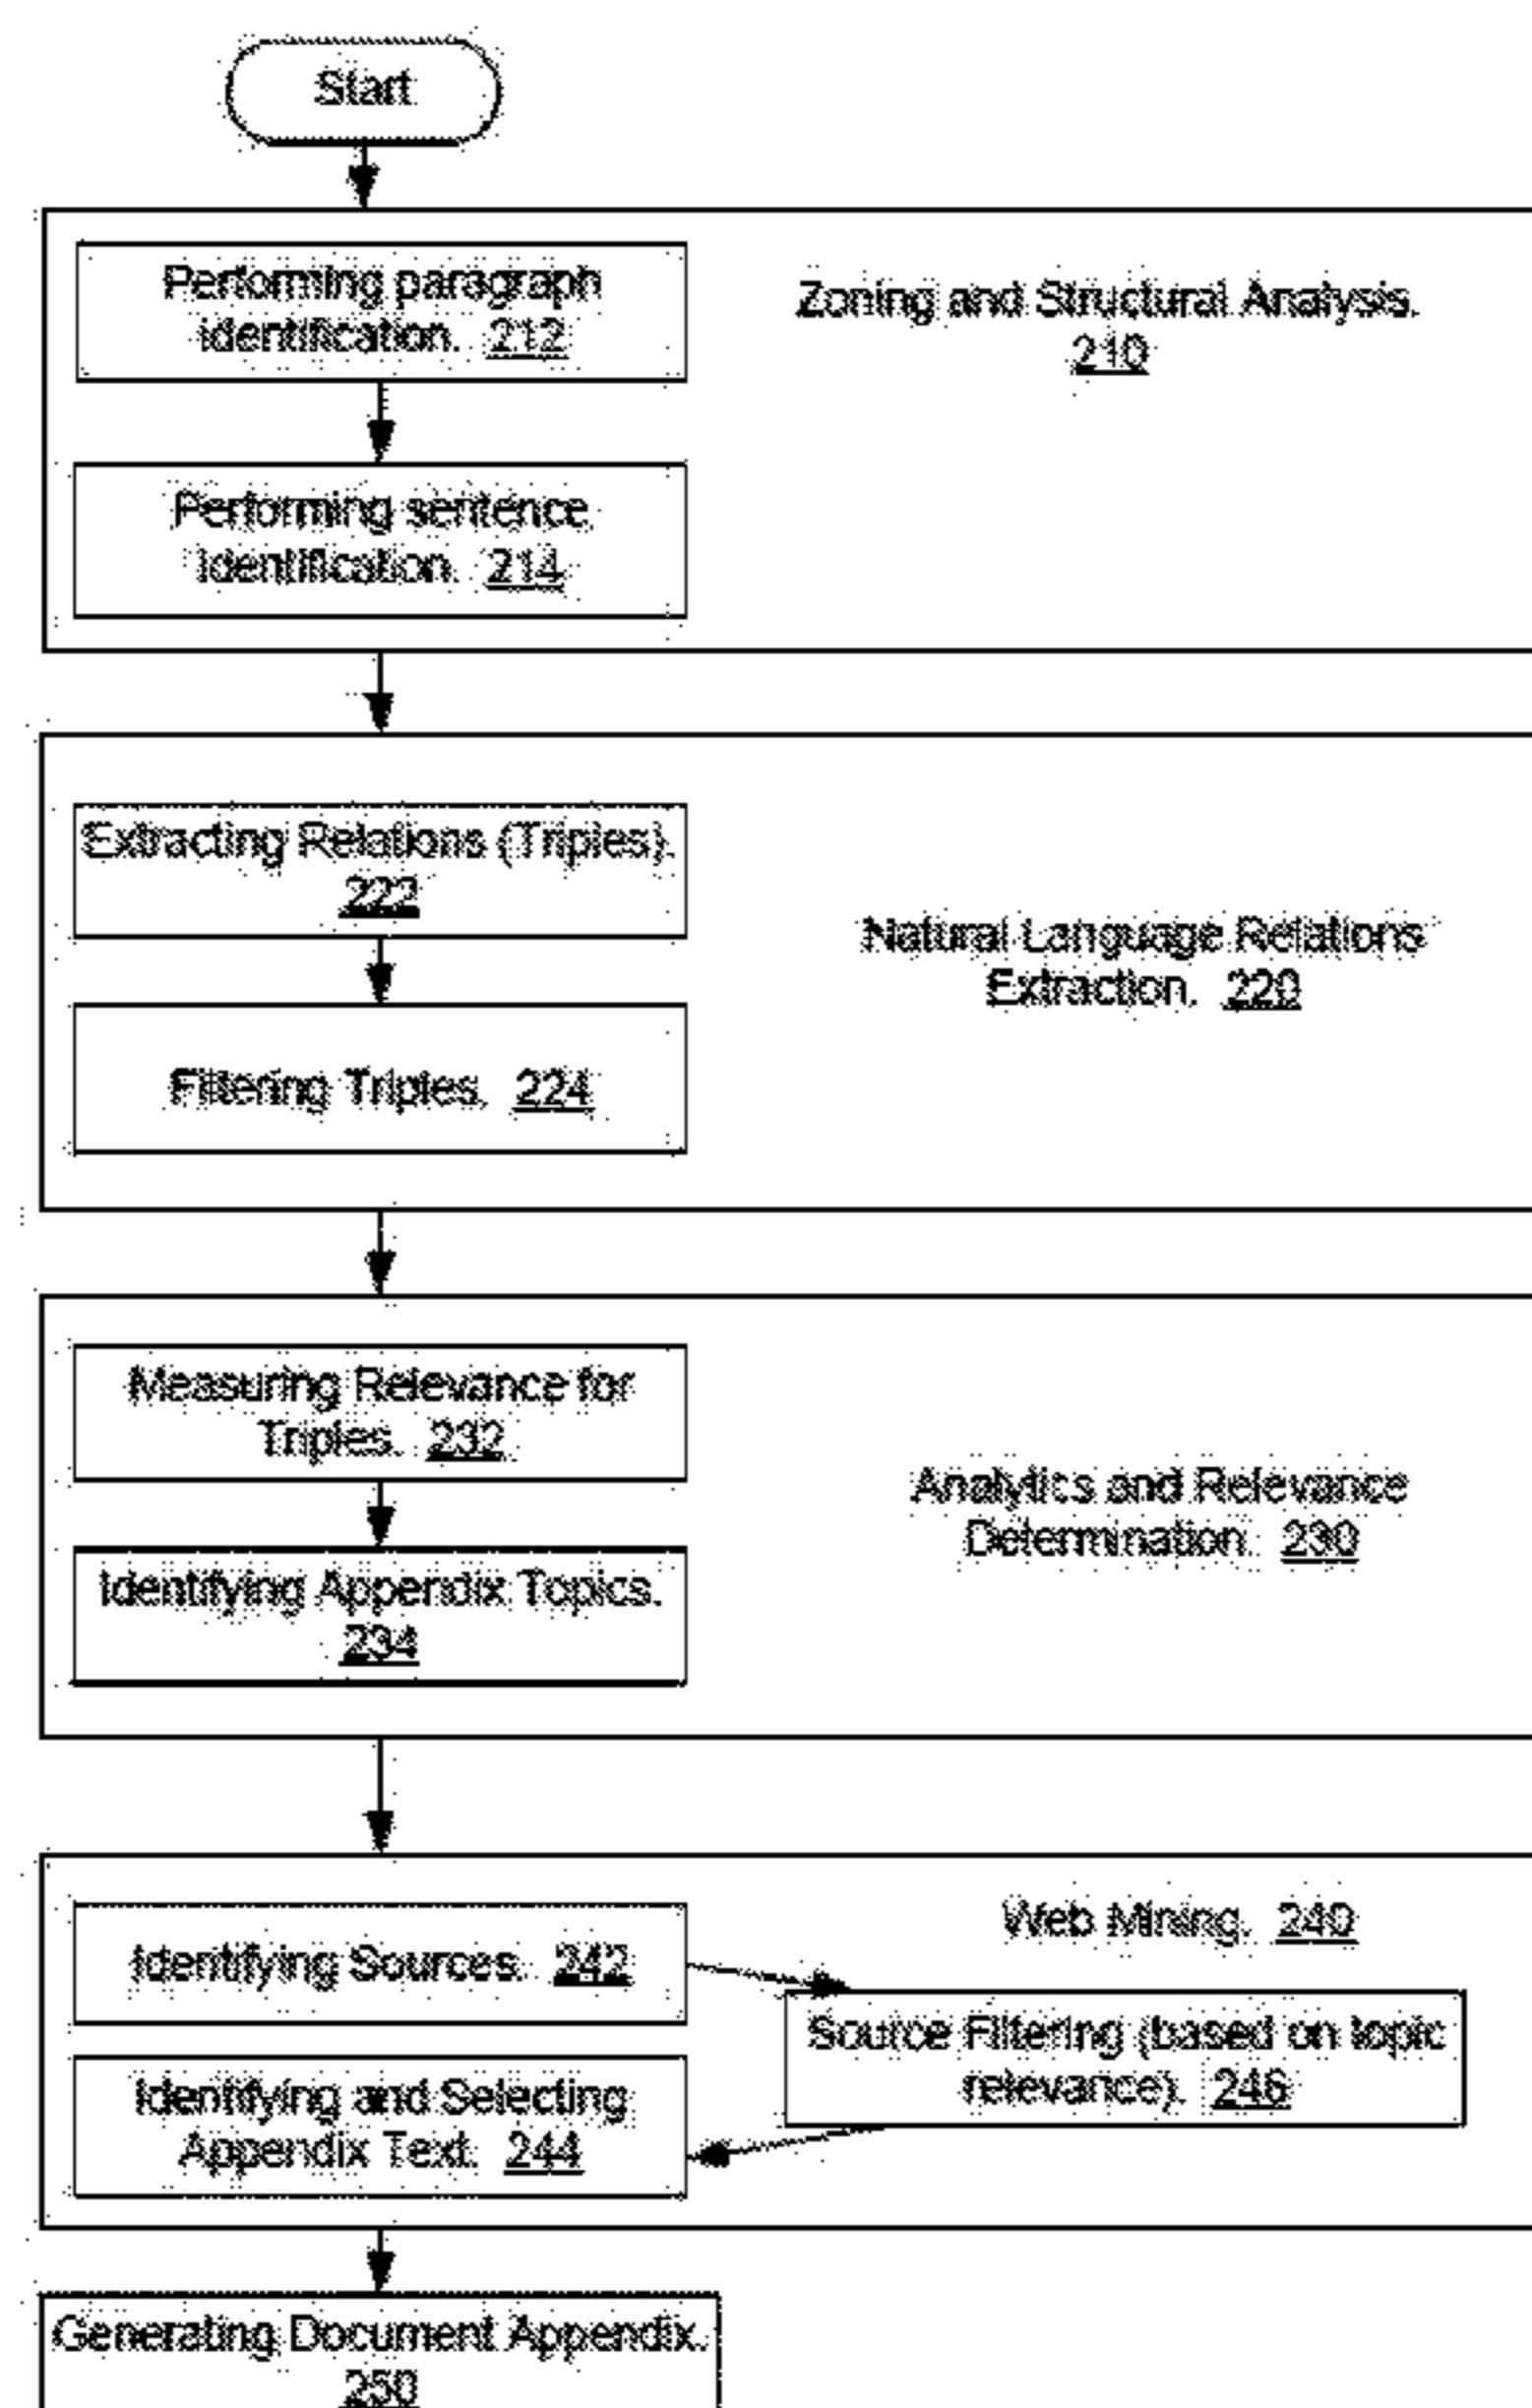 Start
Performing paragraph
identification. 212
Zoning and Structural Analysis.
210
Performing sentence
identification. 214
Extracting Relations (Triples).
222
Natural Language Relations
Extraction. 220
Filtering Triples. 224
Measuring Relevance for
Triples. 232
Analytics and Relevance
Determination. 230
Identifying Appendix Topics.
234
Web Mining. 240
Identifying Sources. 242
Source Filtering (based on topic
relevance). 246
Identifying and Selecting
Appendix Text. 244
Generating Document Appendix.
250